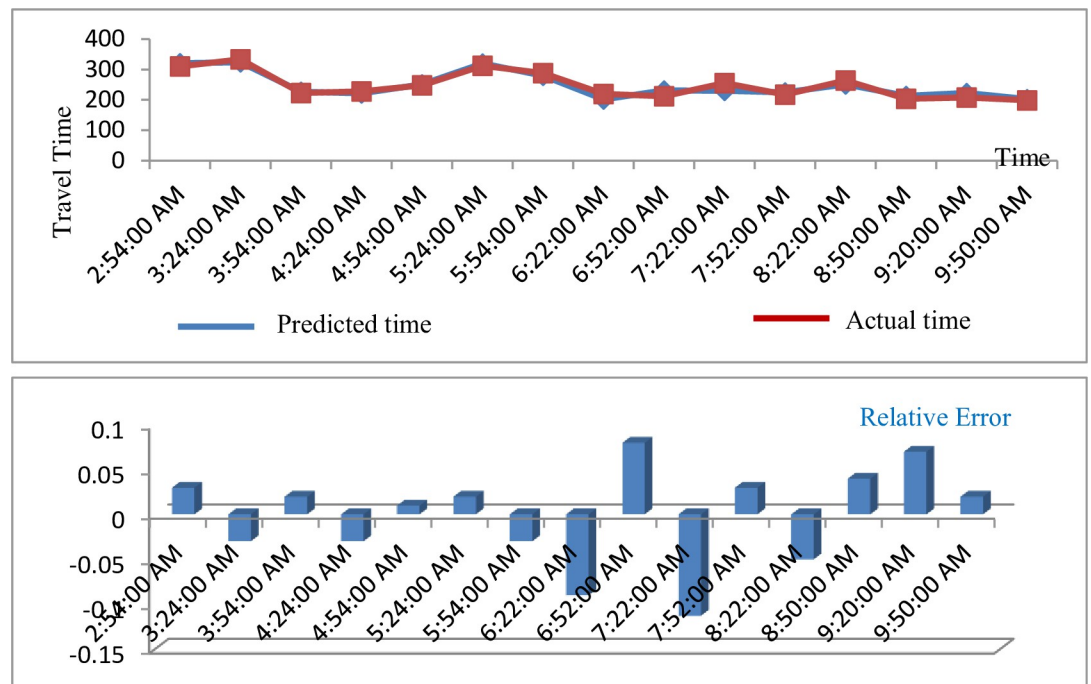 400
300
200
100
0
Travel Time
Time
2:54:00 AM
3:24:00 AM
3:54:00 AM
4:24:00 AM
4:54:00 AM
5:24:00 AM
5:54:00 AM
6:22:00 AM
6:52:00 AM
7:22:00 AM
7:52:00 AM
8:22:00 AM
8:50:00 AM
9:20:00 AM
9:50:00 AM
Predicted time
Actual time
Relative Error
0.1
0.05
0
-0.05
-0.1
-0.15
2:54:00 AM
3:24:00 AM
3:54:00 AM
4:24:00 AM
4:54:00 AM
5:24:00 AM
5:54:00 AM
6:22:00 AM
6:52:00 AM
7:22:00 AM
7:52:00 AM
8:22:00 AM
8:50:00 AM
9:20:00 AM
9:50:00 AM